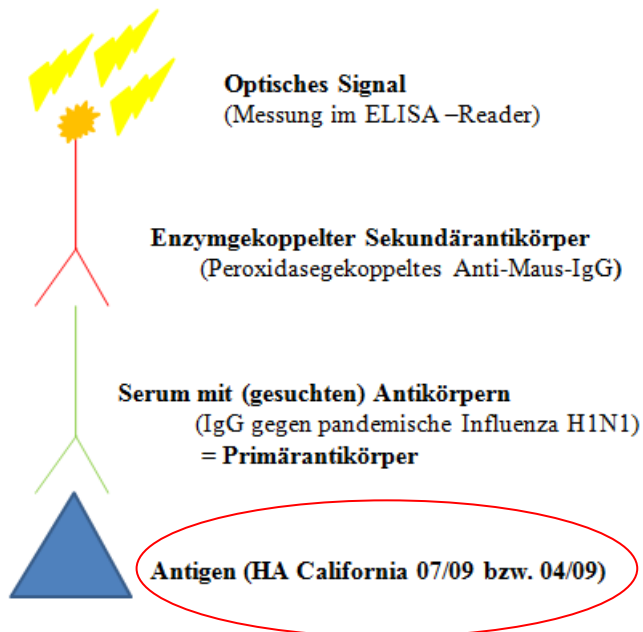 Optisches Signal
(Messung im ELISA –Reader)
Enzymgekoppelter Sekundärantikörper
(Peroxidasegekoppeltes Anti-Maus-IgG)
Serum mit (gesuchten) Antikörpern
(IgG gegen pandemische Influenza H1N1)
= Primärantikörper
Antigen (HA California 07/09 bzw. 04/09)